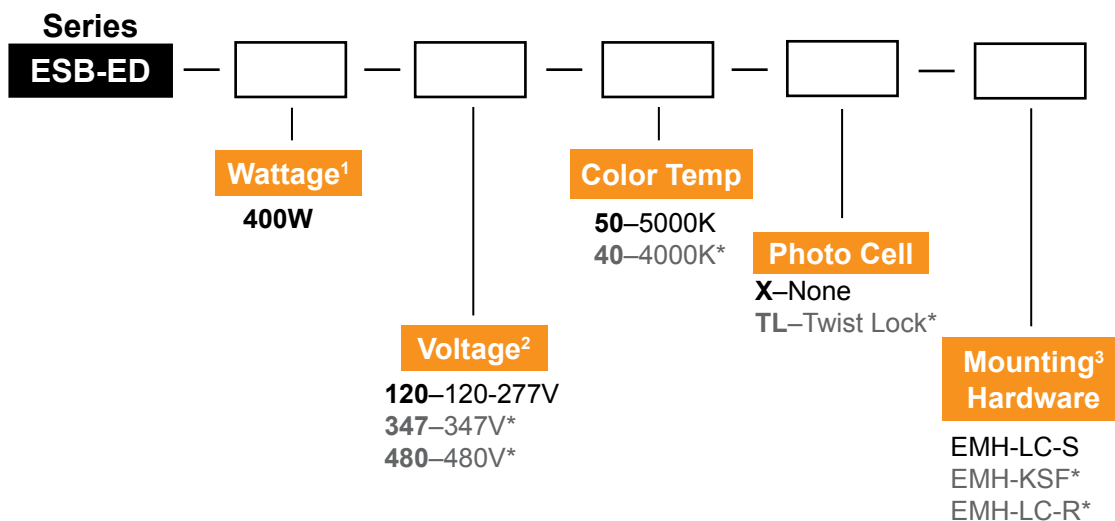 Series
ESB-ED — — — — —
Wattage¹
400W
Voltage²
120–120-277V
347–347V*
480–480V*
Color Temp
50–5000K
40–4000K*
Photo Cell
X–None
TL–Twist Lock*
Mounting³
Hardware
EMH-LC-S
EMH-KSF*
EMH-LC-R*